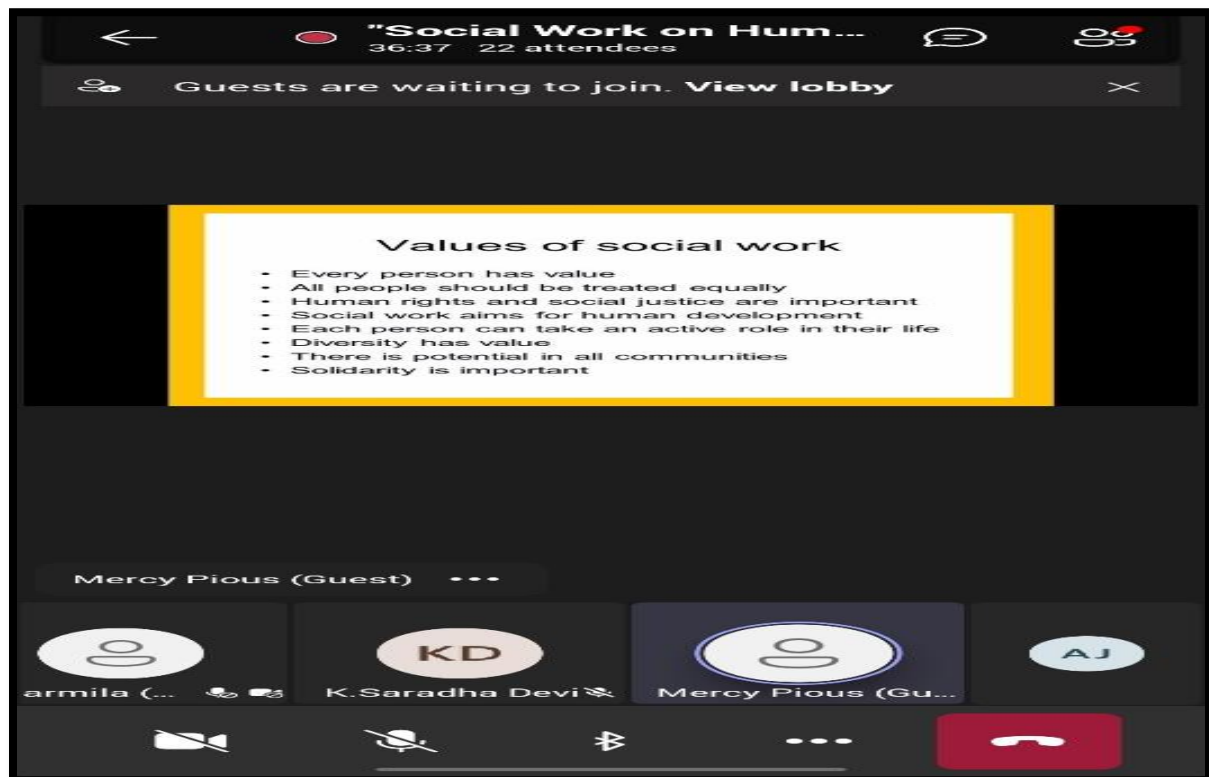 "Social Work on Hum...
36:37 22 attendees
Guests are waiting to join. View lobby
Values of social work
• Every person has value
• All people should be treated equally
• Human rights and social justice are important
• Social work aims for human development
• Each person can take an active role in their life
• Diversity has value
• There is potential in all communities
• Solidarity is important
Mercy Pious (Guest) •••
KD
AJ
armila (...
K.Saradha Devi
Mercy Pious (Gu...